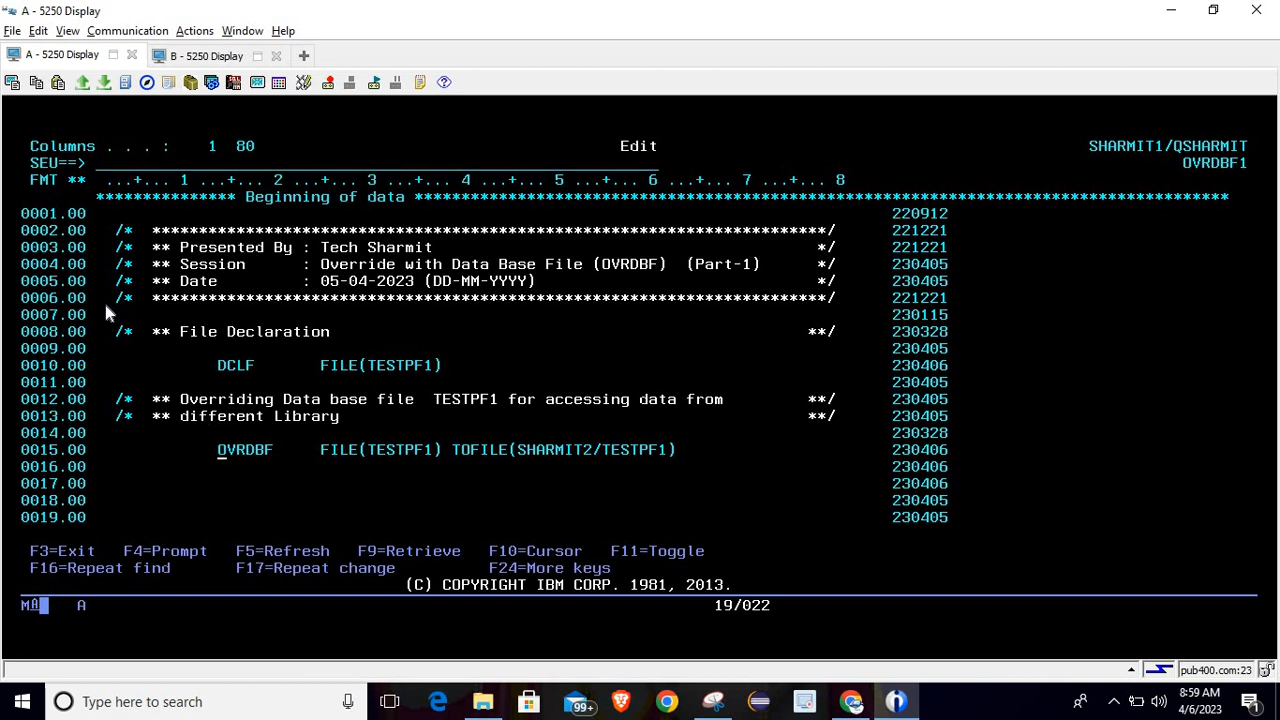 A - 5250 Display
File Edit View Communication Actions Window Help
A - 5250 Display B - 5250 Display
Columns . . . : 1 80 Edit SHARMIT1/QSHARMIT
SEU==> OVRDBF1
FMT ** ...+... 1 ...+... 2 ...+... 3 ...+... 4 ...+... 5 ...+... 6 ...+... 7 ...+... 8
*************** Beginning of data ***************************************************************************************
0001.00 220912
0002.00 /* ************************************************************************/ 221221
0003.00 /* ** Presented By : Tech Sharmit */ 221221
0004.00 /* ** Session : Override with Data Base File (OVRDBF) (Part-1) */ 230405
0005.00 /* ** Date : 05-04-2023 (DD-MM-YYYY) */ 230405
0006.00 /* ************************************************************************/ 221221
0007.00 230115
0008.00 /* ** File Declaration **/ 230328
0009.00 230405
0010.00 DCLF FILE(TESTPF1) 230406
0011.00 230405
0012.00 /* ** Overriding Data base file TESTPF1 for accessing data from **/ 230405
0013.00 /* ** different Library **/ 230405
0014.00 230328
0015.00 OVRDBF FILE(TESTPF1) TOFILE(SHARMIT2/TESTPF1) 230406
0016.00 230406
0017.00 230406
0018.00 230405
0019.00 230405
F3=Exit F4=Prompt F5=Refresh F9=Retrieve F10=Cursor F11=Toggle
F16=Repeat find F17=Repeat change F24=More keys
(C) COPYRIGHT IBM CORP. 1981, 2013.
MA A 19/022
pub400.com:23
Type here to search 99+ 8:59 AM
4/6/2023 1